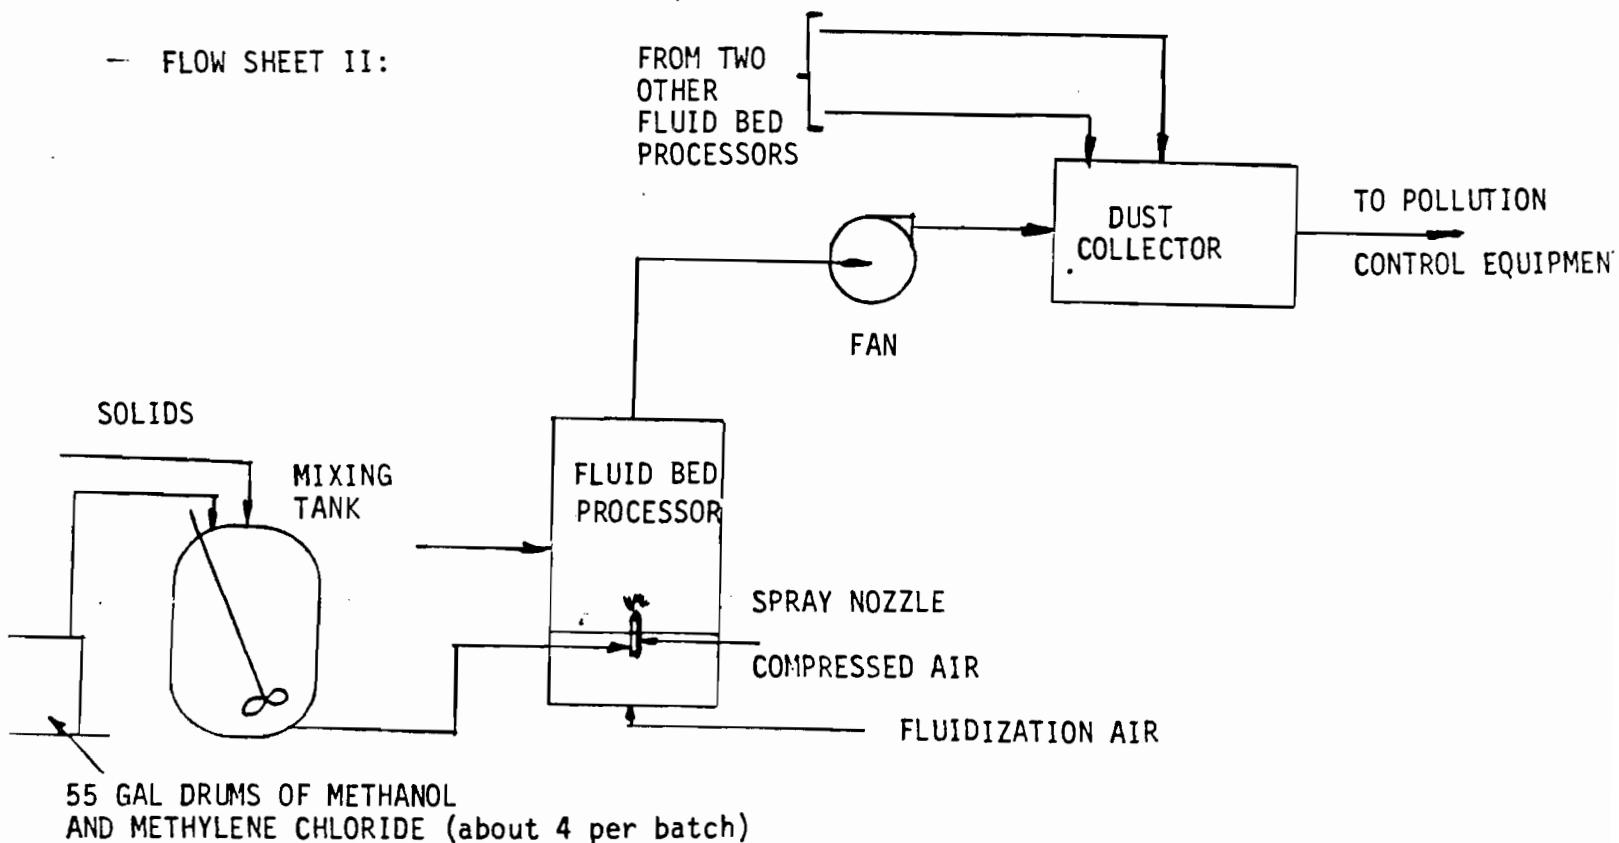 — FLOW SHEET II:
FROM TWO
OTHER
FLUID BED
PROCESSORS
DUST
COLLECTOR
TO POLLUTION
CONTROL EQUIPMEN
FAN
SOLIDS
MIXING
TANK
FLUID BED
PROCESSOR
SPRAY NOZZLE
COMPRESSED AIR
FLUIDIZATION AIR
55 GAL DRUMS OF METHANOL
AND METHYLENE CHLORIDE (about 4 per batch)